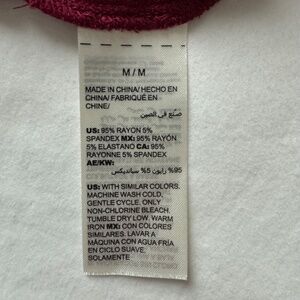 M / M
MADE IN CHINA/ HECHO EN
CHINA/ FABRIQUÉ EN
CHINE/
صنع في الصين
US: 95% RAYON 5%
SPANDEX MX: 95% RAYON
5% ELASTANO CA: 95%
RAYONNE 5% SPANDEX
AE/KW:
95% رايون 5% سبانديكس
US: WITH SIMILAR COLORS.
MACHINE WASH COLD,
GENTLE CYCLE. ONLY
NON-CHLORINE BLEACH.
TUMBLE DRY LOW. WARM
IRON MX: CON COLORES
SIMILARES. LAVAR A
MÁQUINA CON AGUA FRÍA
EN CICLO SUAVE.
SOLAMENTE